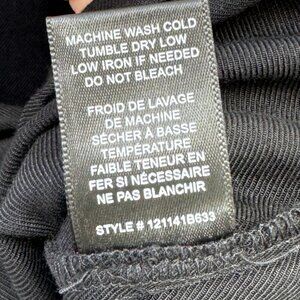 MACHINE WASH COLD
TUMBLE DRY LOW
LOW IRON IF NEEDED
DO NOT BLEACH
FROID DE LAVAGE
DE MACHINE
SÉCHER À BASSE
TEMPÉRATURE
FAIBLE TENEUR EN
FER SI NÉCESSAIRE
NE PAS BLANCHIR
STYLE # 121141B633